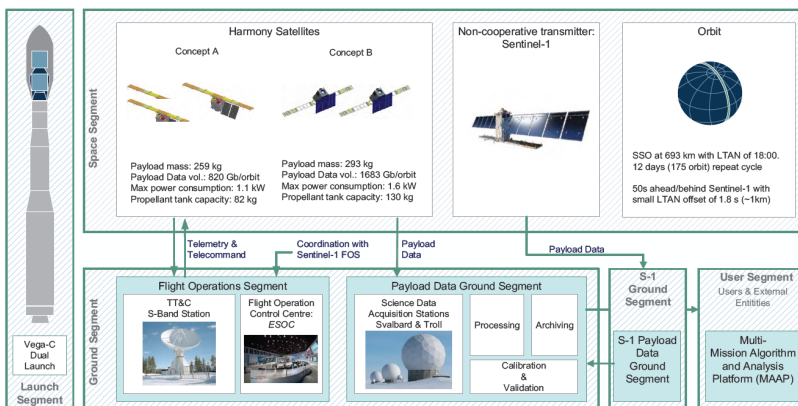 Harmony Satellites
Concept A
Concept B
Payload mass: 259 kg
Payload Data vol.: 820 Gb/orbit
Max power consumption: 1.1 kW
Propellant tank capacity: 82 kg
Payload mass: 293 kg
Payload Data vol.: 1683 Gb/orbit
Max power consumption: 1.6 kW
Propellant tank capacity: 130 kg
Non-cooperative transmitter:
Sentinel-1
Orbit
SSO at 693 km with LTAN of 18:00.
12 days (175 orbit) repeat cycle
50s ahead/behind Sentinel-1 with
small LTAN offset of 1.8 s (~1km)
Space Segment
Telemetry &
Telecommand
Coordination with
Sentinel-1 FOS
Payload
Data
Payload Data
Ground Segment
Flight Operations Segment
TT&C
S-Band Station
Flight Operation
Control Centre:
ESOC
Payload Data Ground Segment
Science Data
Acquisition Stations
Svalbard & Troll
Processing
Archiving
Calibration
&
Validation
S-1
Ground
Segment
S-1 Payload
Data
Ground
Segment
User Segment
Users & External
Entitities
Multi-
Mission Algorithm
and Analysis
Platform (MAAP)
Vega-C
Dual
Launch
Launch
Segment